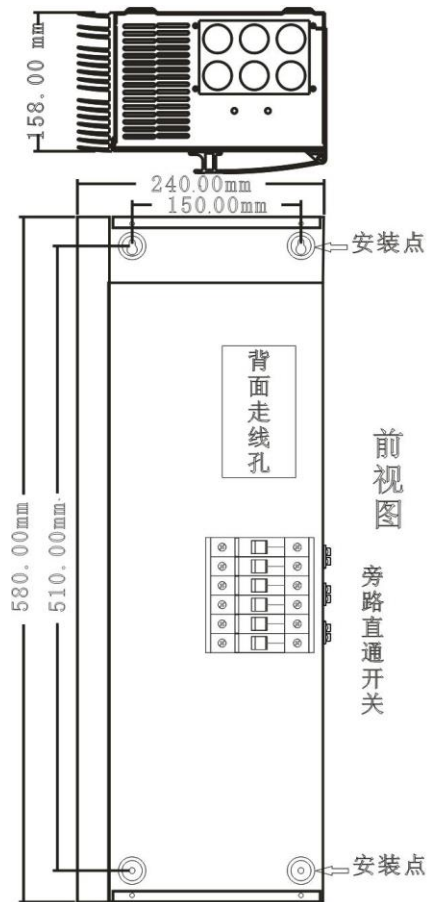 158.00 mm
240.00mm
150.00mm
安装点
背面走线孔
前视图
旁路直通开关
580.00mm
510.00mm
安装点